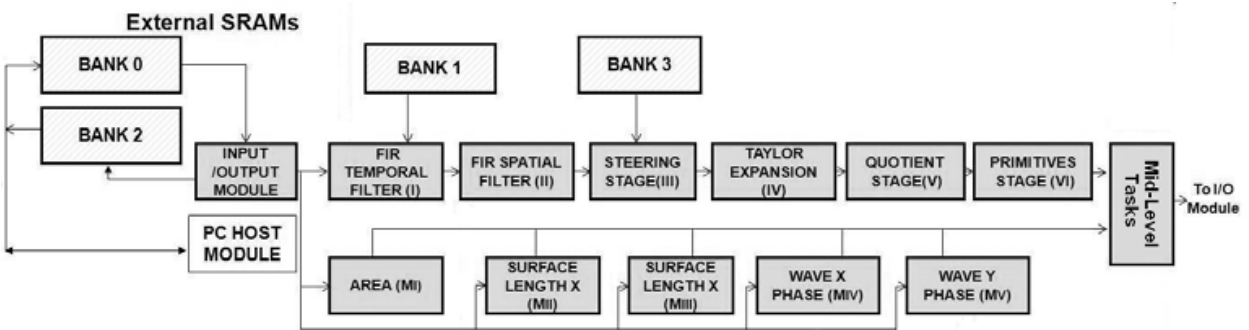 External SRAMs
BANK 0
BANK 1
BANK 3
BANK 2
INPUT
/OUTPUT
MODULE
FIR
TEMPORAL
FILTER (I)
FIR SPATIAL
FILTER (II)
STEERING
STAGE(III)
TAYLOR
EXPANSION
(IV)
QUOTIENT
STAGE(V)
PRIMITIVES
STAGE (VI)
Mid-Level
Tasks
To I/O
Module
PC HOST
MODULE
AREA (MI)
SURFACE
LENGTH X
(MII)
SURFACE
LENGTH X
(MIII)
WAVE X
PHASE (MIV)
WAVE Y
PHASE (MV)